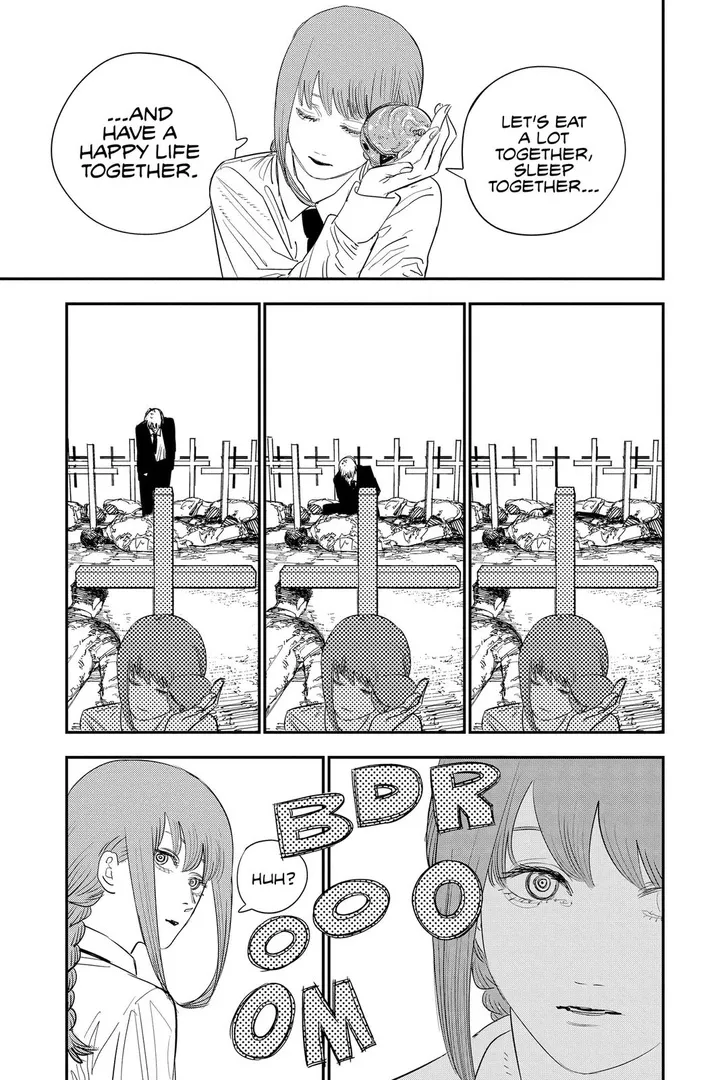 LET'S EAT
A LOT
TOGETHER,
SLEEP
TOGETHER...
...AND
HAVE A
HAPPY LIFE
TOGETHER.
BDR
OOO
OM
HUH?